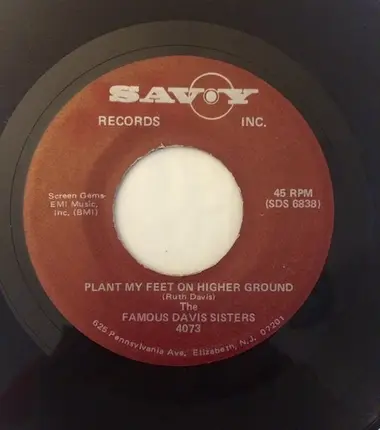 SAVOY
RECORDS INC.
Screen Gems-
EMI Music,
Inc. (BMI)
45 RPM
(SDS 6838)
PLANT MY FEET ON HIGHER GROUND
(Ruth Davis)
The
FAMOUS DAVIS SISTERS
4073
625 Pennsylvania Ave, Elizabeth, N.J. 07201